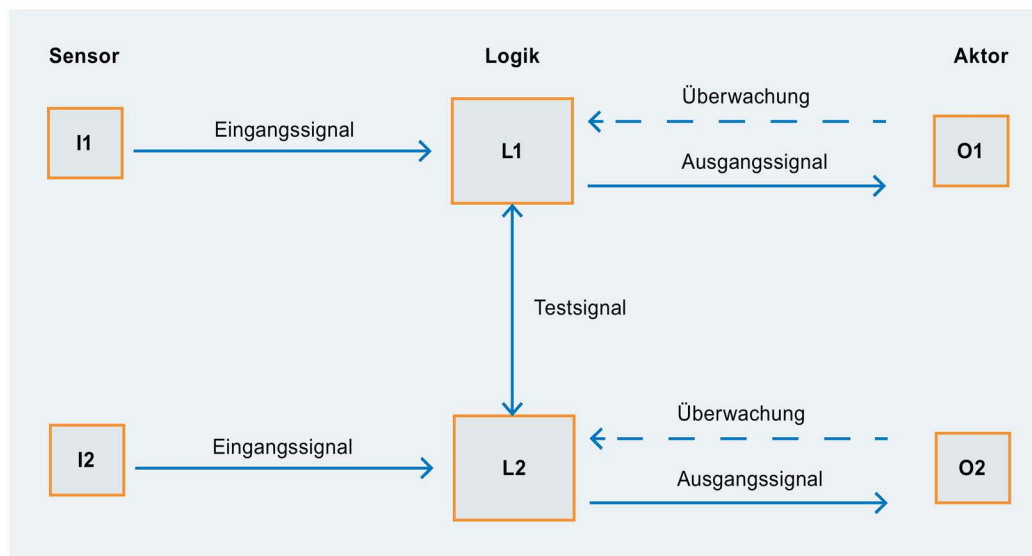 Sensor
Logik
Aktor
I1
Eingangssignal
L1
Überwachung
Ausgangssignal
O1
Testsignal
I2
Eingangssignal
L2
Überwachung
Ausgangssignal
O2